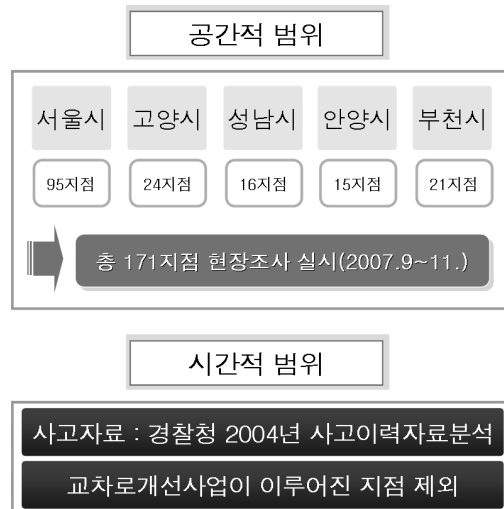 공간적 범위
서울시 고양시 성남시 안양시 부천시
95지점 24지점 16지점 15지점 21지점
총 171지점 현장조사 실시(2007.9~11.)
시간적 범위
사고자료 : 경찰청 2004년 사고이력자료분석
교차로개선사업이 이루어진 지점 제외